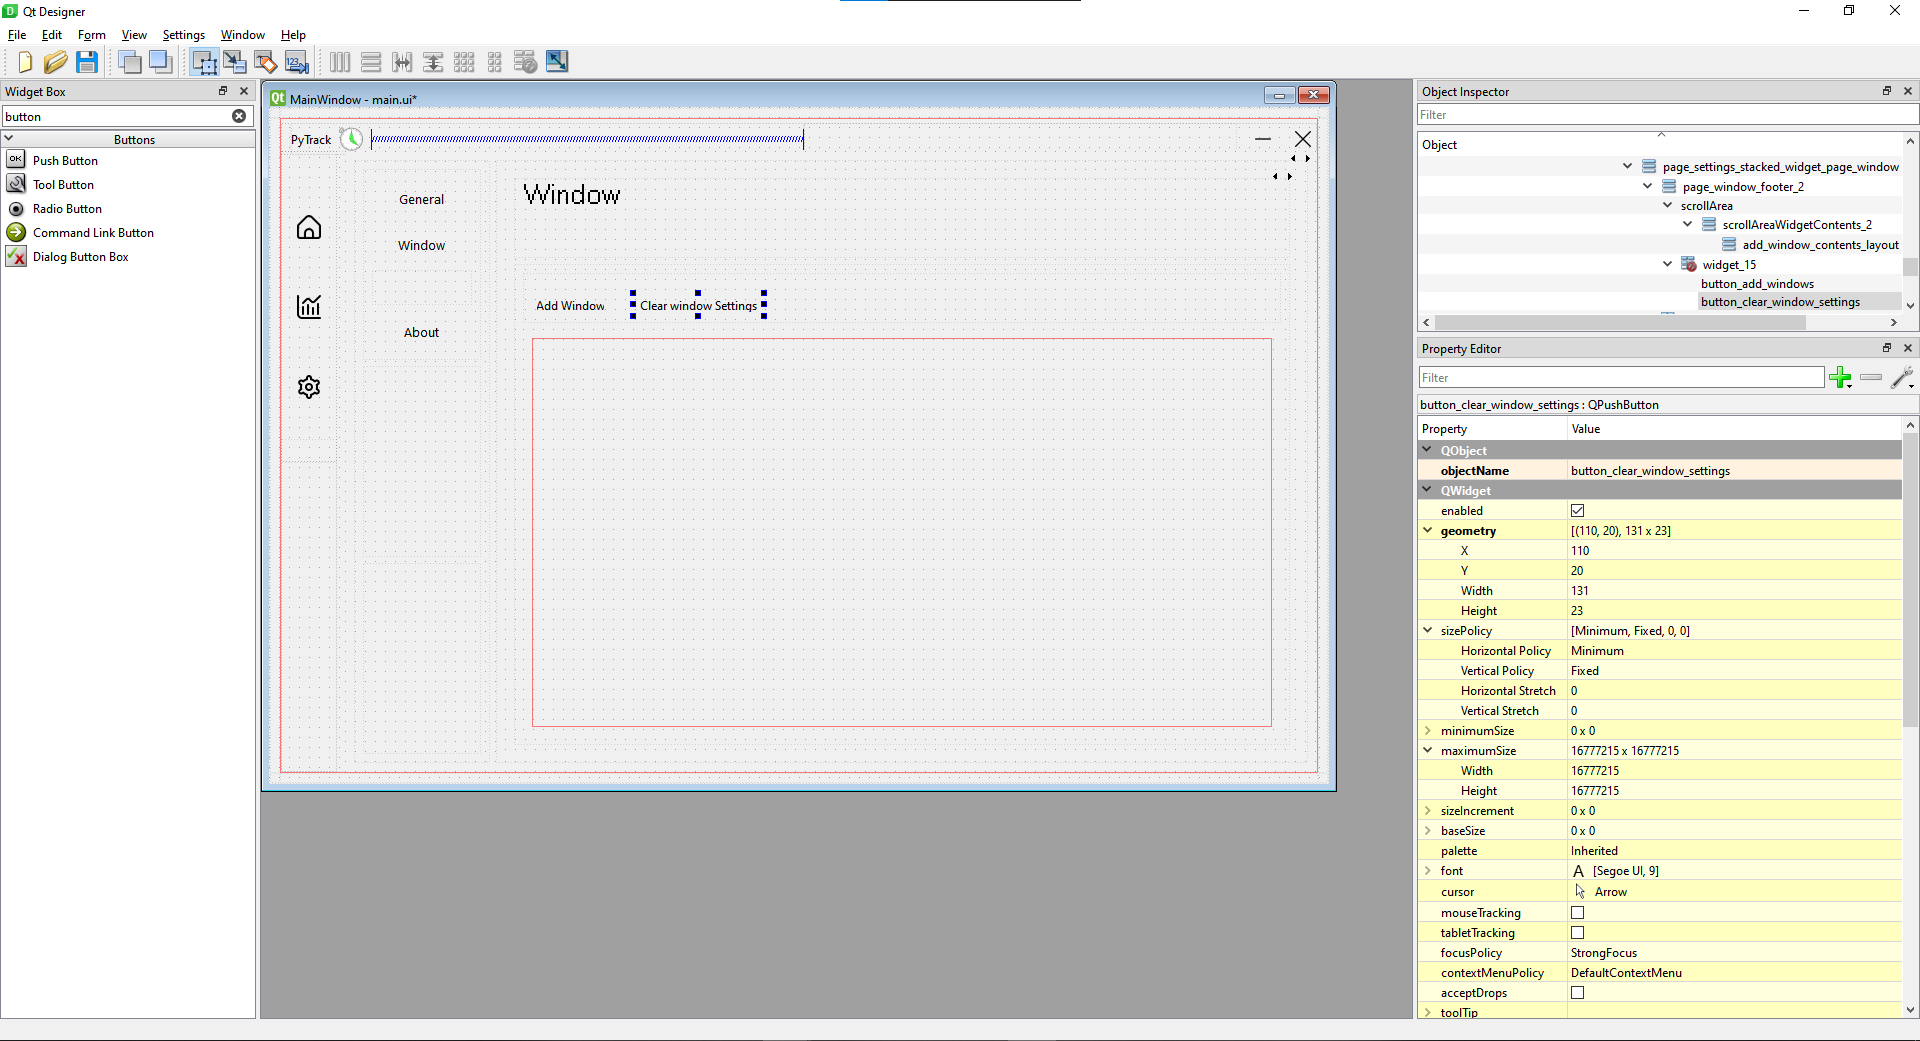 Qt Designer
File Edit Form View Settings Window Help
Widget Box
button
Buttons
OK Push Button
Tool Button
Radio Button
Command Link Button
Dialog Button Box
Qt MainWindow - main.ui*
PyTrack
General
Window
About
Window
Add Window
Clear window Settings
Object Inspector
Filter
Object
page_settings_stacked_widget_page_window
page_window_footer_2
scrollArea
scrollAreaWidgetContents_2
add_window_contents_layout
widget_15
button_add_windows
button_clear_window_settings
Property Editor
Filter
button_clear_window_settings : QPushButton
Property Value
QObject
objectName button_clear_window_settings
QWidget
enabled
geometry [(110, 20), 131 x 23]
X 110
Y 20
Width 131
Height 23
sizePolicy [Minimum, Fixed, 0, 0]
Horizontal Policy Minimum
Vertical Policy Fixed
Horizontal Stretch 0
Vertical Stretch 0
minimumSize 0 x 0
maximumSize 16777215 x 16777215
Width 16777215
Height 16777215
sizeIncrement 0 x 0
baseSize 0 x 0
palette Inherited
font A [Segoe UI, 9]
cursor Arrow
mouseTracking
tabletTracking
focusPolicy StrongFocus
contextMenuPolicy DefaultContextMenu
acceptDrops
toolTip